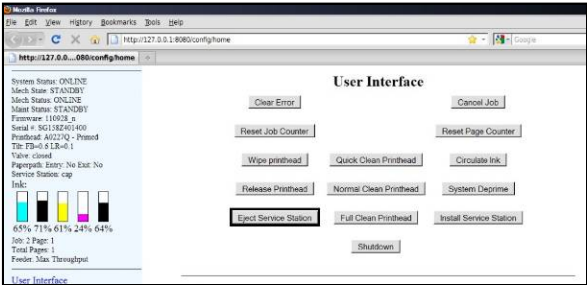 Mozilla Firefox
File Edit View History Bookmarks Tools Help
http://127.0.0.1:8080/config/home
Google
http://127.0.0....080/config/home
System Status: ONLINE
Mech State: STANDBY
Mech Status: ONLINE
Maint Status: STANDBY
Firmware: 110928_n
Serial #: SG158Z401400
Printhead: A0227Q - Primed
Tilt: FB=0.6 LR=0.1
Valve: closed
Paperpath: Entry: No Exit: No
Service Station: cap
Ink:
65% 71% 61% 24% 64%
Job: 2 Page: 1
Total Pages: 1
Feeder: Max Throughput
User Interface
User Interface
Clear Error Cancel Job
Reset Job Counter Reset Page Counter
Wipe printhead Quick Clean Printhead Circulate Ink
Release Printhead Normal Clean Printhead System Deprime
Eject Service Station Full Clean Printhead Install Service Station
Shutdown